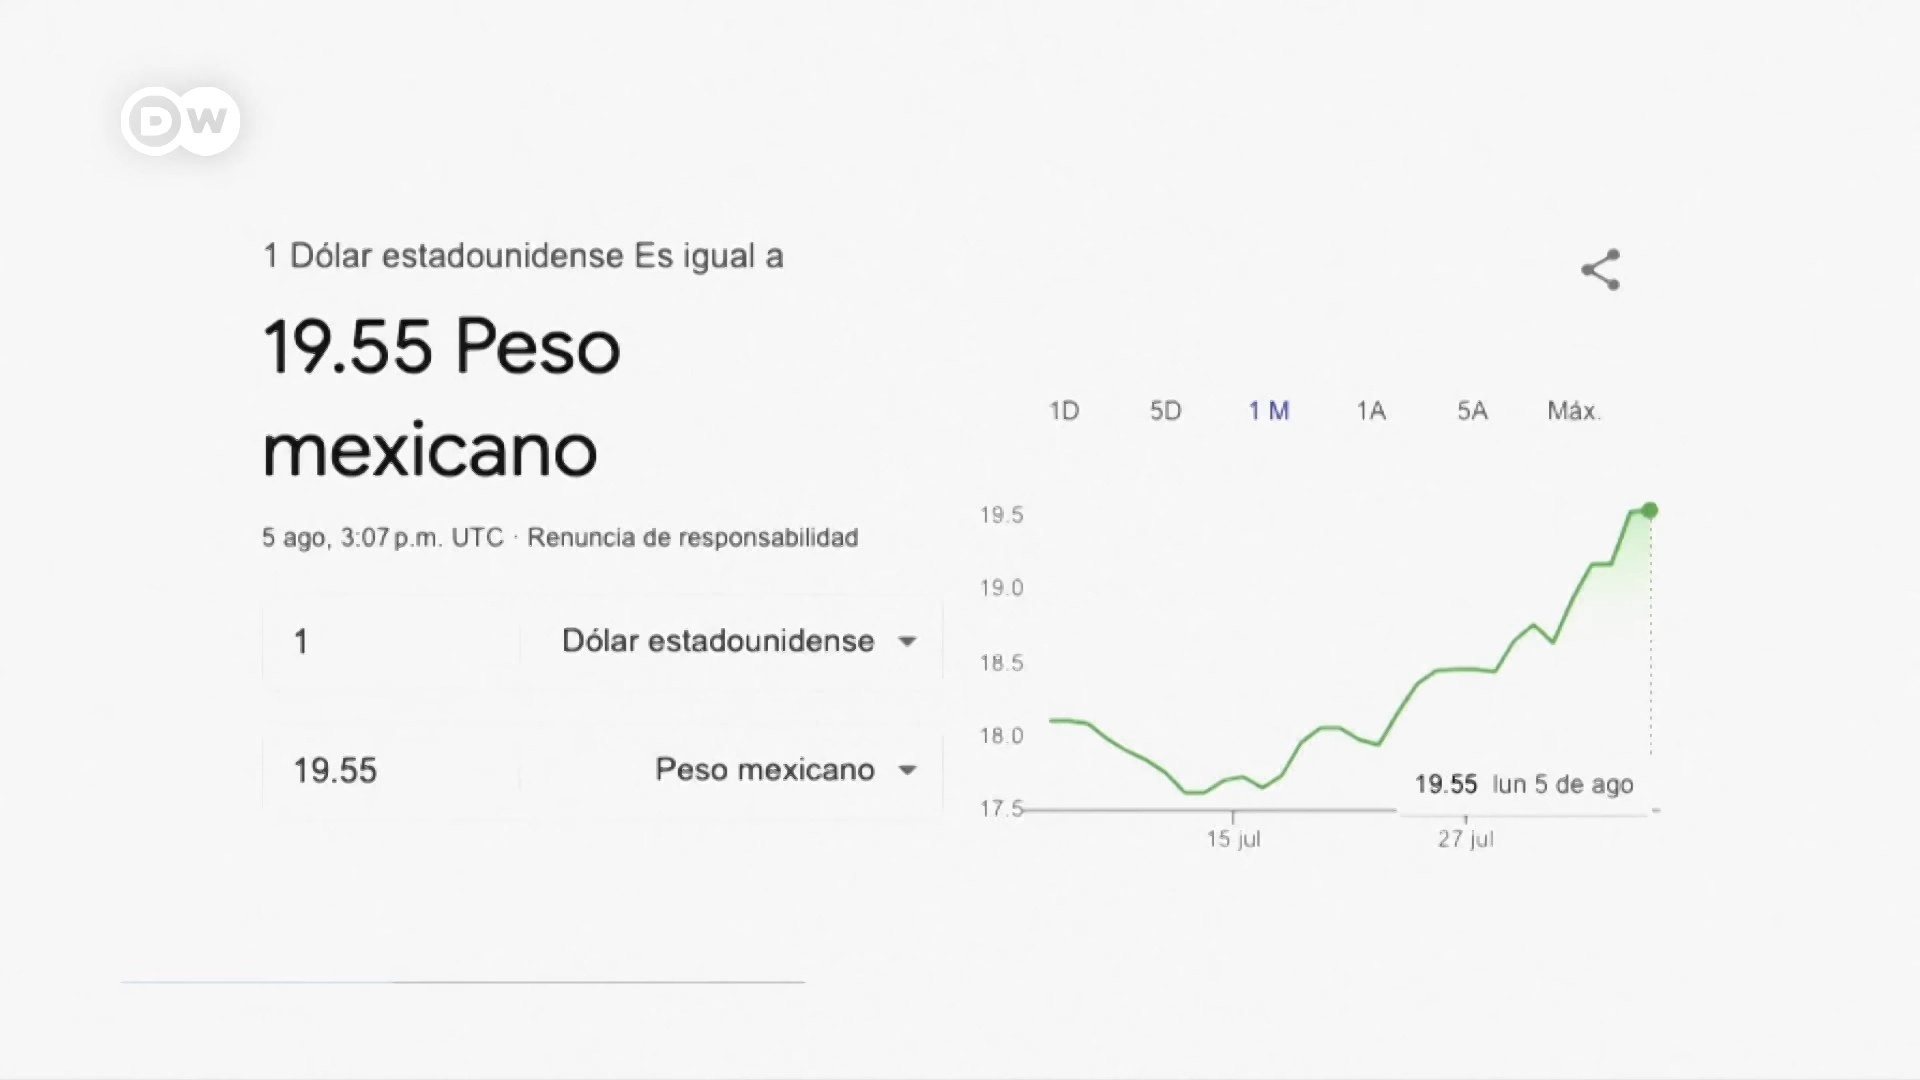 DW
1 Dólar estadounidense Es igual a
19.55 Peso
mexicano
5 ago, 3:07 p.m. UTC · Renuncia de responsabilidad
1 Dólar estadounidense
19.55 Peso mexicano
1D 5D 1 M 1A 5A Máx.
19.5
19.0
18.5
18.0
17.5
19.55 lun 5 de ago
15 jul 27 jul